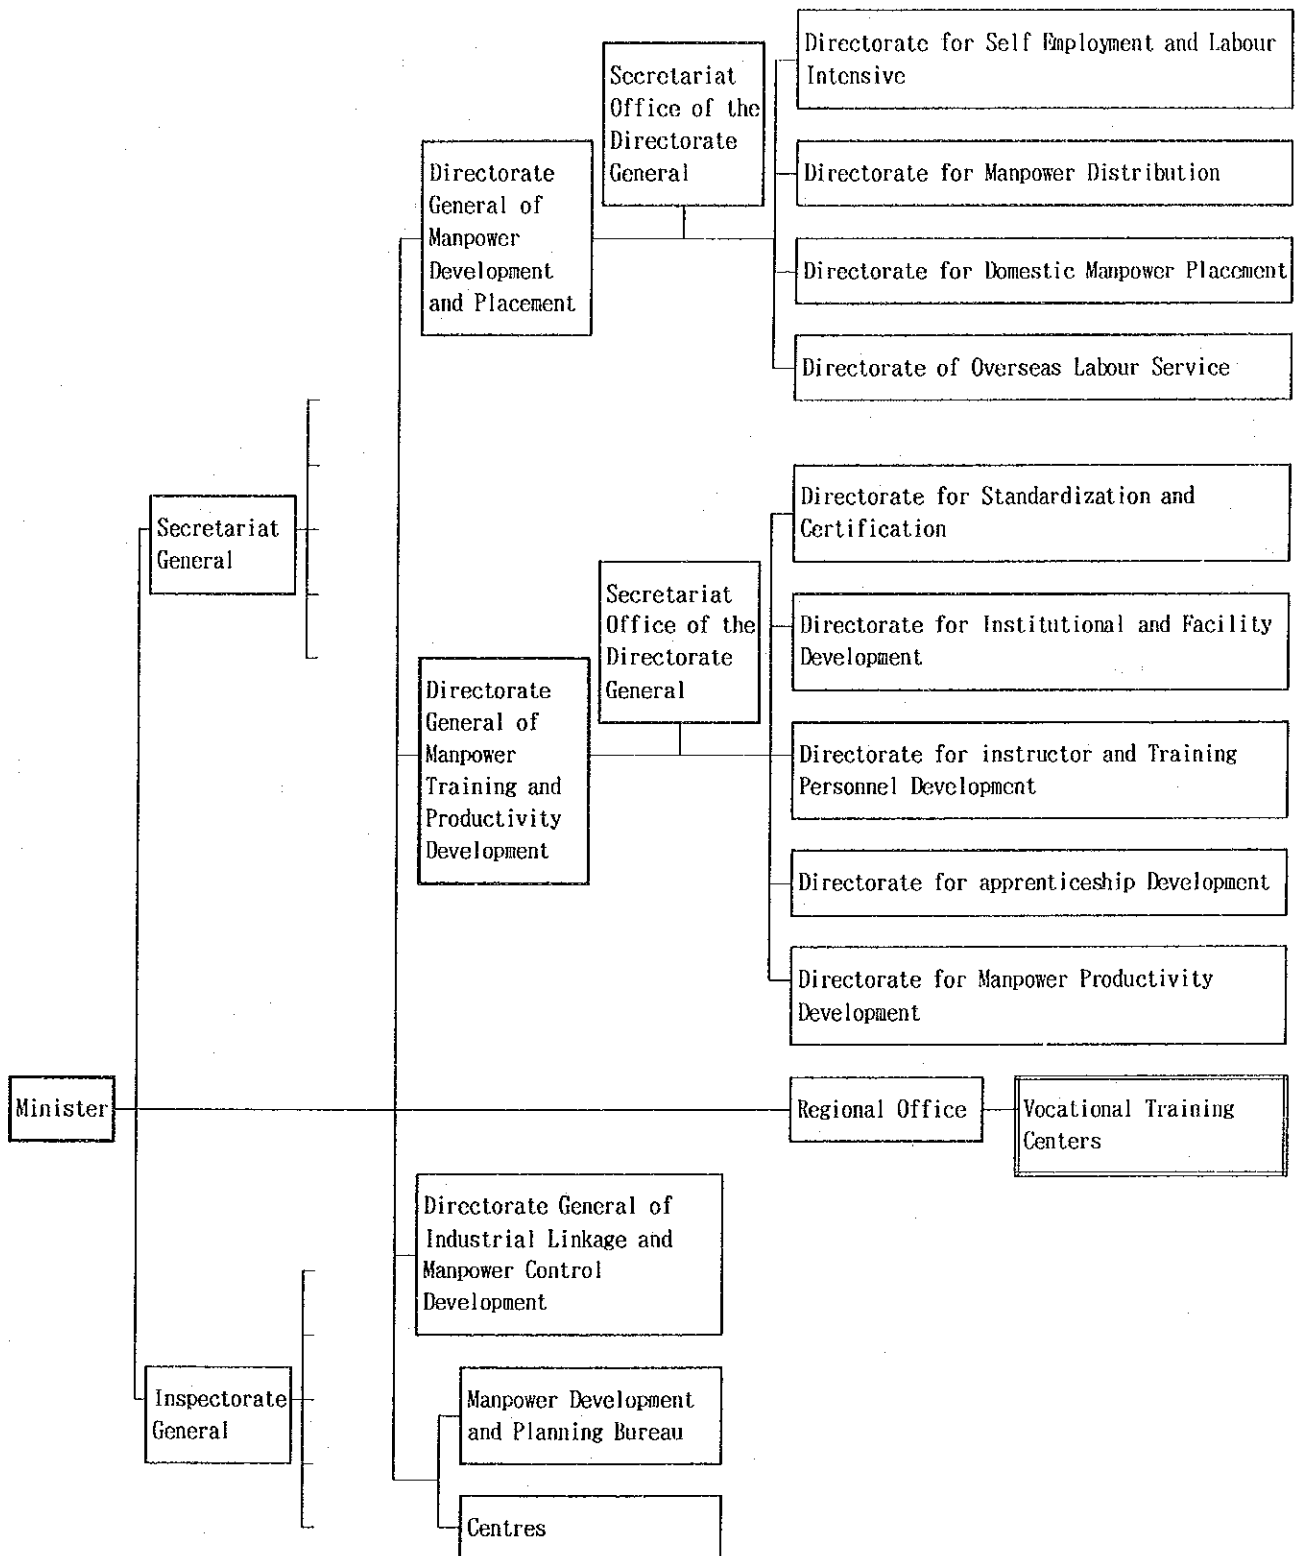 Directorate for Self Employment and Labour
Intensive
Secretariat
Office of the
Directorate
General
Directorate for Manpower Distribution
Directorate
General of
Manpower
Development
and Placement
Directorate for Domestic Manpower Placement
Directorate of Overseas Labour Service
Secretariat
General
Directorate for Standardization and
Certification
Secretariat
Office of the
Directorate
General
Directorate for Institutional and Facility
Development
Directorate
General of
Manpower
Training and
Productivity
Development
Directorate for instructor and Training
Personnel Development
Directorate for apprenticeship Development
Directorate for Manpower Productivity
Development
Minister
Regional Office
Vocational Training
Centers
Directorate General of
Industrial Linkage and
Manpower Control
Development
Inspectorate
General
Manpower Development
and Planning Bureau
Centres